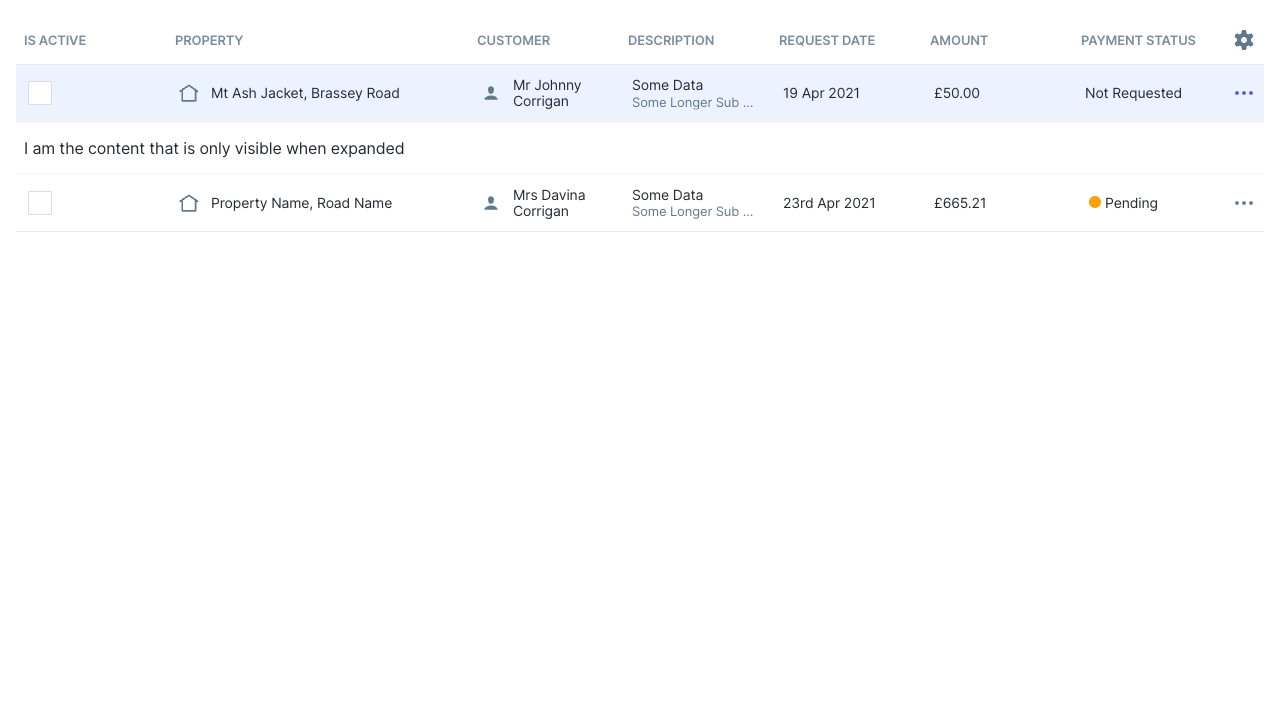 IS ACTIVE PROPERTY CUSTOMER DESCRIPTION REQUEST DATE AMOUNT PAYMENT STATUS
Mt Ash Jacket, Brassey Road
Mr Johnny
Corrigan
Some Data
Some Longer Sub ...
19 Apr 2021
£50.00
Not Requested
I am the content that is only visible when expanded
Property Name, Road Name
Mrs Davina
Corrigan
Some Data
Some Longer Sub ...
23rd Apr 2021
£665.21
Pending